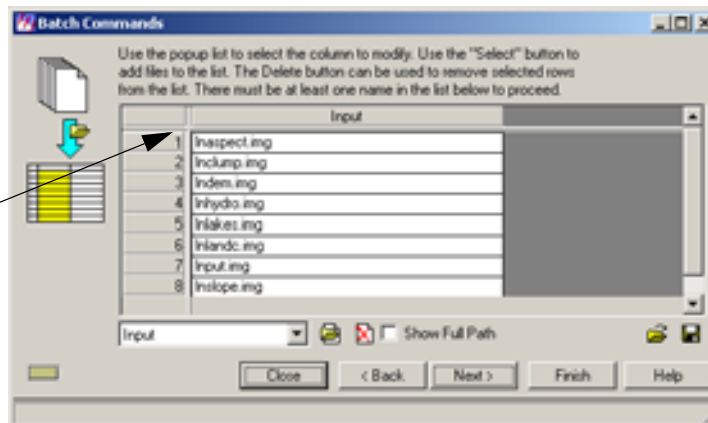 Batch Commands
Use the popup list to select the column to modify. Use the "Select" button to
add files to the list. The Delete button can be used to remove selected rows
from the list. There must be at least one name in the list below to proceed.
Input
1 lnaspect.img
2 lnclump.img
3 lndem.img
4 lnhydro.img
5 lnlakes.img
6 lnlandc.img
7 Input.img
8 lnslope.img
Input
Show Full Path
Close
< Back
Next >
Finish
Help